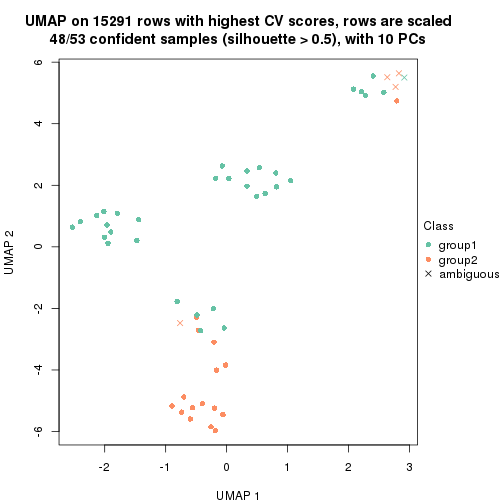 UMAP on 15291 rows with highest CV scores, rows are scaled
48/53 confident samples (silhouette > 0.5), with 10 PCs
6
4
2
0
-2
-4
-6
UMAP 2
Class
group1
group2
ambiguous
-2
-1
0
1
2
3
UMAP 1